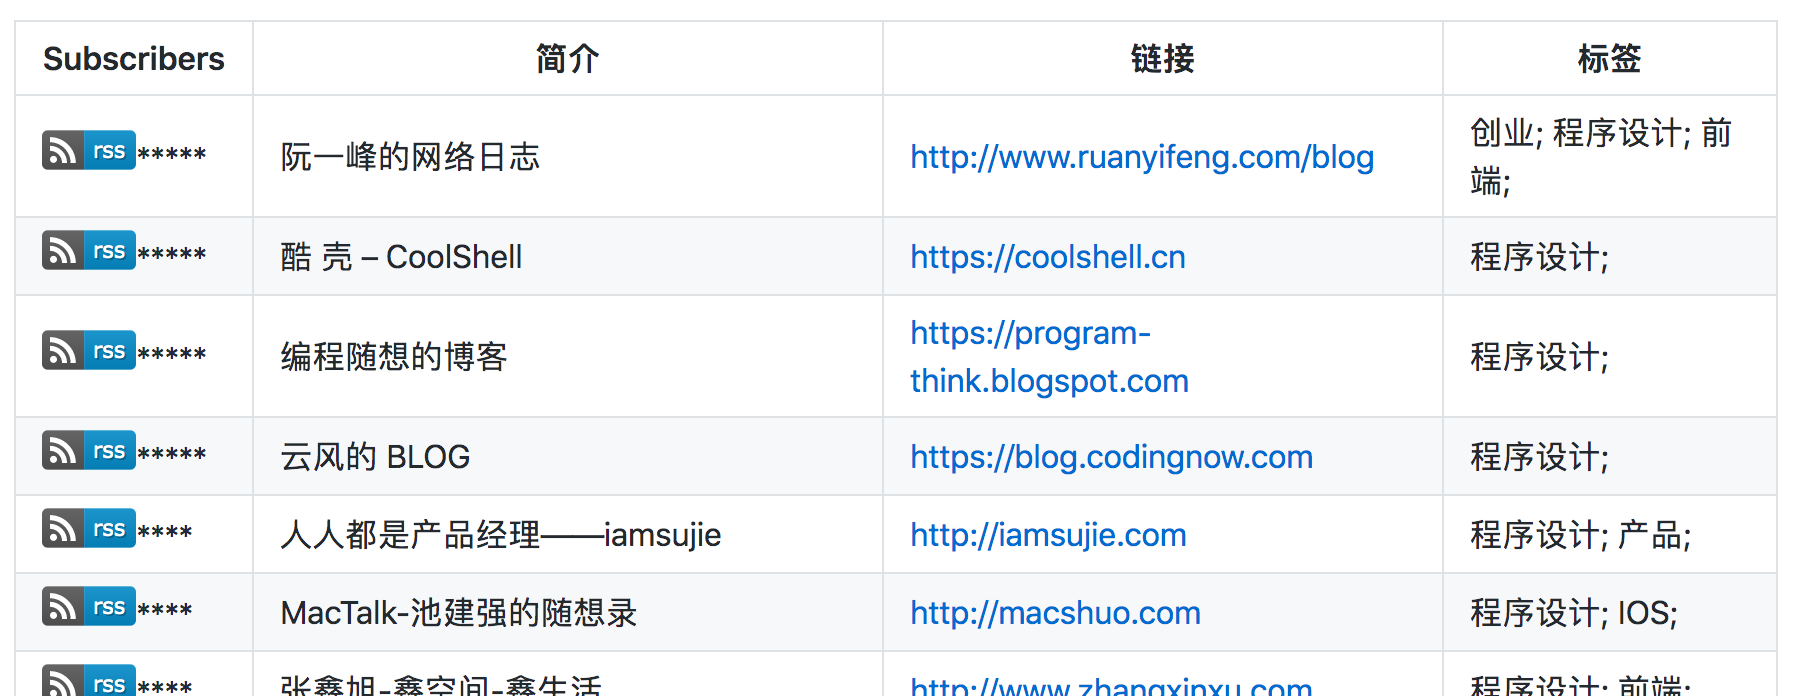 Subscribers 简介 链接 标签
rss ***** 阮一峰的网络日志 http://www.ruanyifeng.com/blog 创业; 程序设计; 前
端;
rss ***** 酷 壳 – CoolShell https://coolshell.cn 程序设计;
rss ***** 编程随想的博客 https://program-
think.blogspot.com 程序设计;
rss ***** 云风的 BLOG https://blog.codingnow.com 程序设计;
rss **** 人人都是产品经理——iamsujie http://iamsujie.com 程序设计; 产品;
rss **** MacTalk-池建强的随想录 http://macshuo.com 程序设计; IOS;
rss **** 张鑫旭-鑫空间-鑫生活 http://www.zhangxinxu.com 程序设计; 前端;